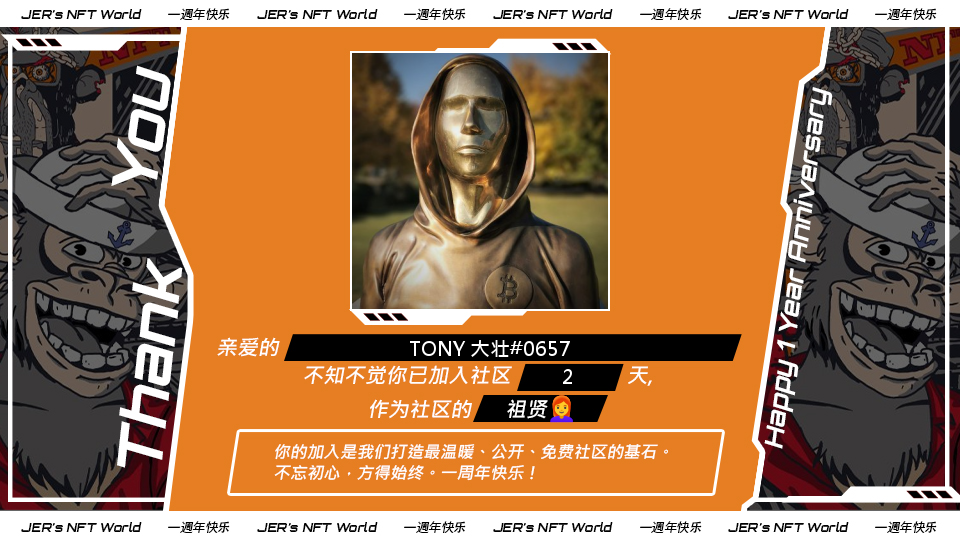 JER's NFT World 一週年快乐 JER's NFT World 一週年快乐 JER's NFT World 一週年快乐 JER's NFT World 一週年快乐
Thank You
Happy 1 Year Anniversary
亲爱的 TONY 大壮#0657
不知不觉你已加入社区 2 天,
作为社区的 祖贤👩‍🦰
你的加入是我们打造最温暖、公开、免费社区的基石。
不忘初心，方得始终。一周年快乐！
JER's NFT World 一週年快乐 JER's NFT World 一週年快乐 JER's NFT World 一週年快乐 JER's NFT World 一週年快乐